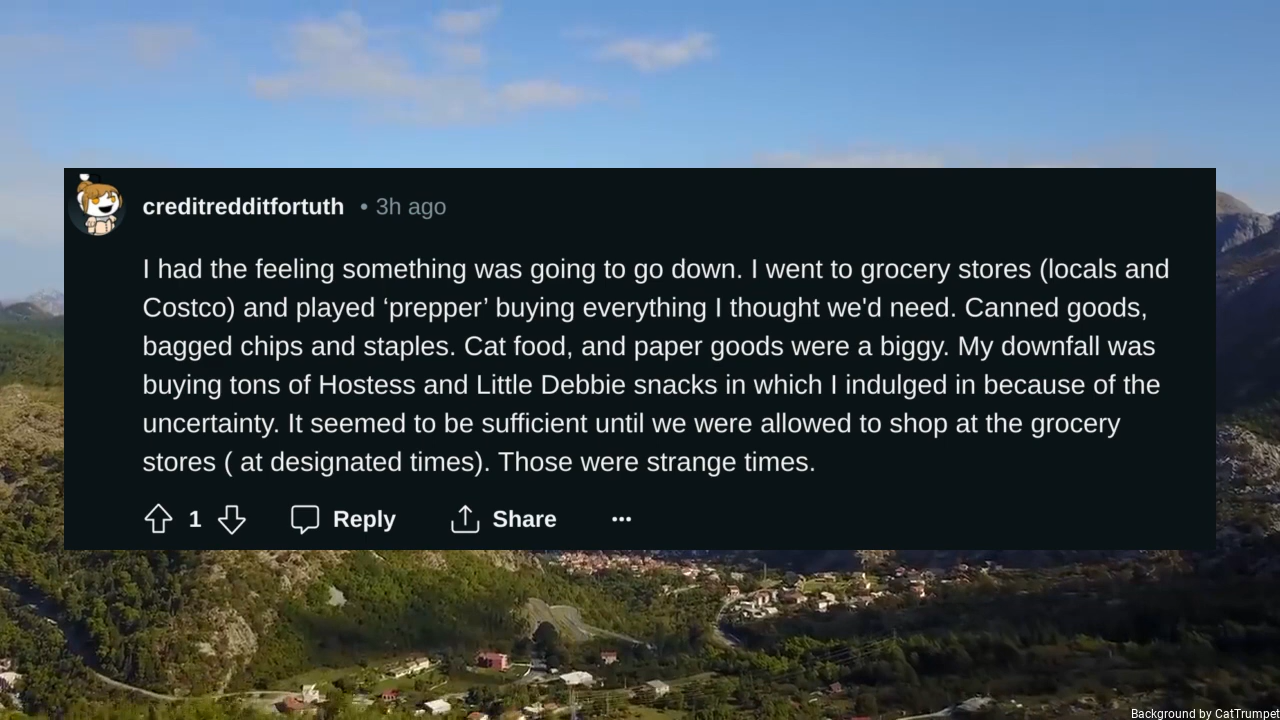 creditredditfortuth • 3h ago
I had the feeling something was going to go down. I went to grocery stores (locals and
Costco) and played ‘prepper’ buying everything I thought we'd need. Canned goods,
bagged chips and staples. Cat food, and paper goods were a biggy. My downfall was
buying tons of Hostess and Little Debbie snacks in which I indulged in because of the
uncertainty. It seemed to be sufficient until we were allowed to shop at the grocery
stores ( at designated times). Those were strange times.
1 Reply Share
Background by CatTrumpet